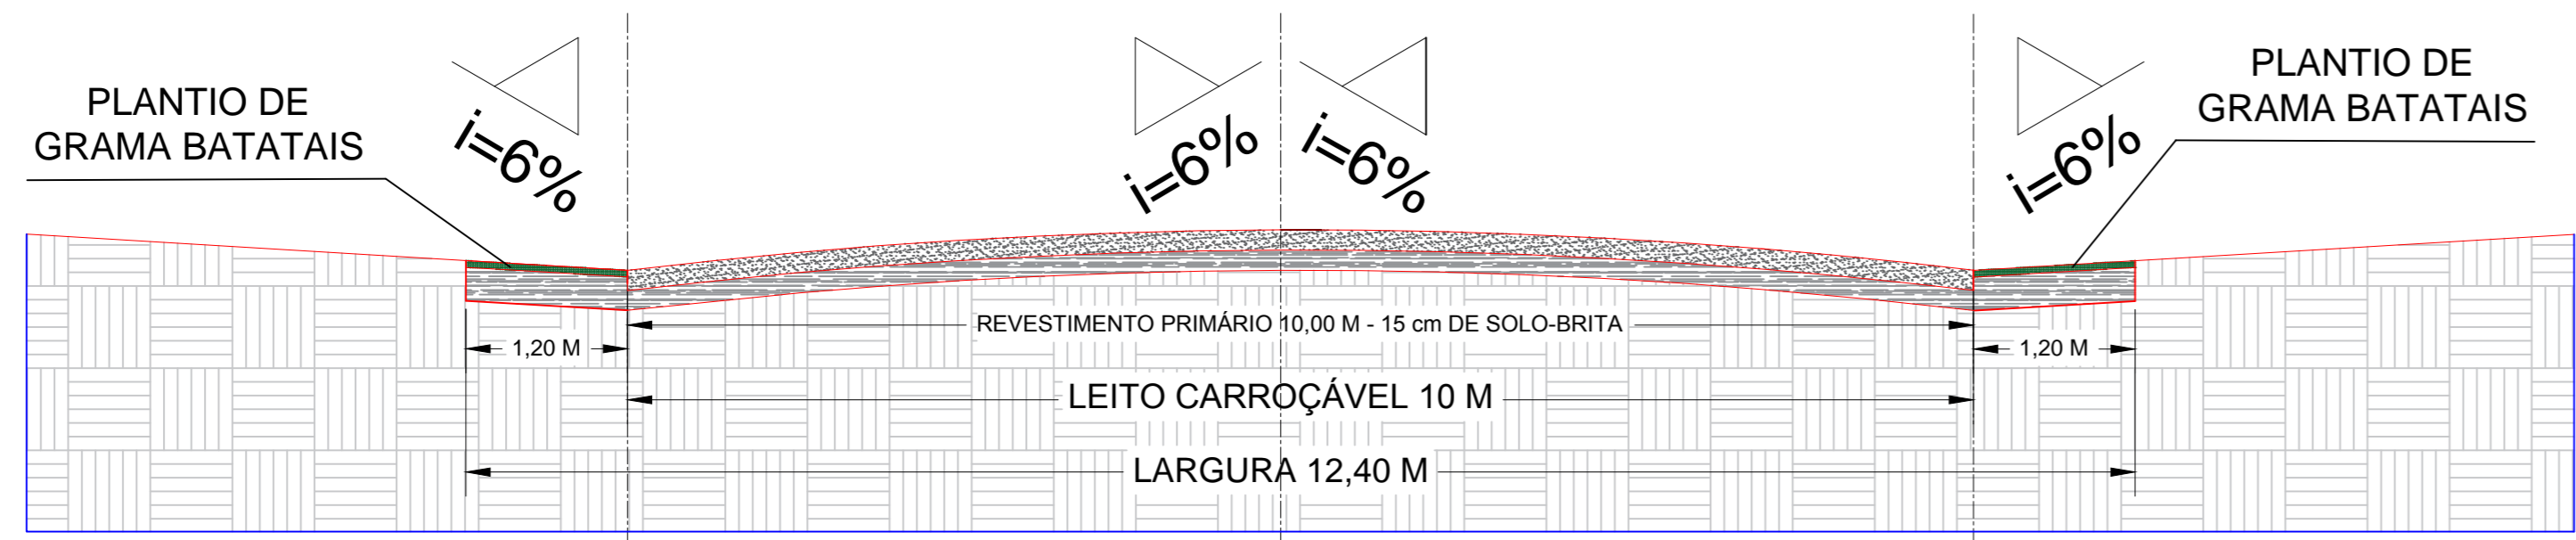 PLANTIO DE
GRAMA BATATAIS
i=6%
i=6%
i=6%
i=6%
PLANTIO DE
GRAMA BATATAIS
REVESTIMENTO PRIMÁRIO 10,00 M - 15 cm DE SOLO-BRITA
1,20 M
1,20 M
LEITO CARROÇÁVEL 10 M
LARGURA 12,40 M